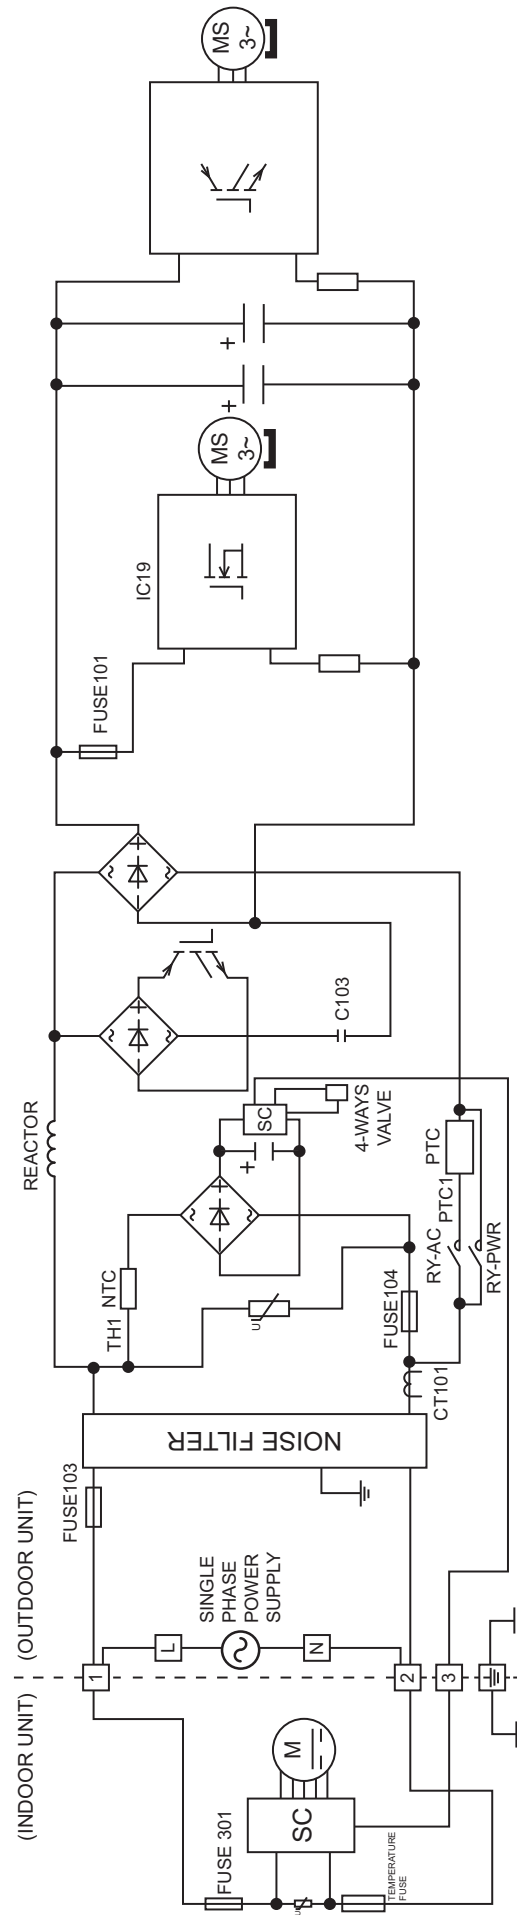 (INDOOR UNIT)
(OUTDOOR UNIT)
FUSE 301
U
TEMPERATURE
FUSE
SC
M
1
2
3
L
N
SINGLE
PHASE
POWER
SUPPLY
FUSE103
NOISE FILTER
CT101
FUSE104
TH1
NTC
U
RY-AC
RY-PWR
PTC1
PTC
REACTOR
+
~
~
+
SC
4-WAYS
VALVE
+
~
~
C103
+
~
~
FUSE101
IC19
MS
3~
+
+
MS
3~